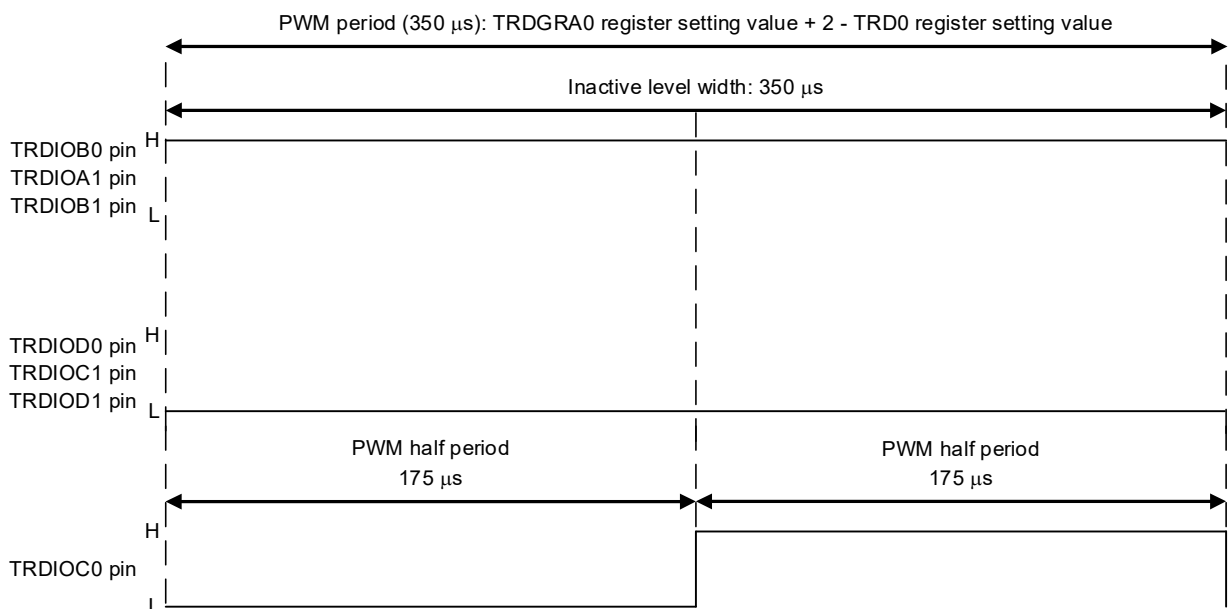 PWM period (350 μs): TRDGRA0 register setting value + 2 - TRD0 register setting value
Inactive level width: 350 μs
H
TRDIOB0 pin
TRDIOA1 pin
TRDIOB1 pin
L
H
TRDIOD0 pin
TRDIOC1 pin
TRDIOD1 pin
L
PWM half period
175 μs
PWM half period
175 μs
H
TRDIOC0 pin
L